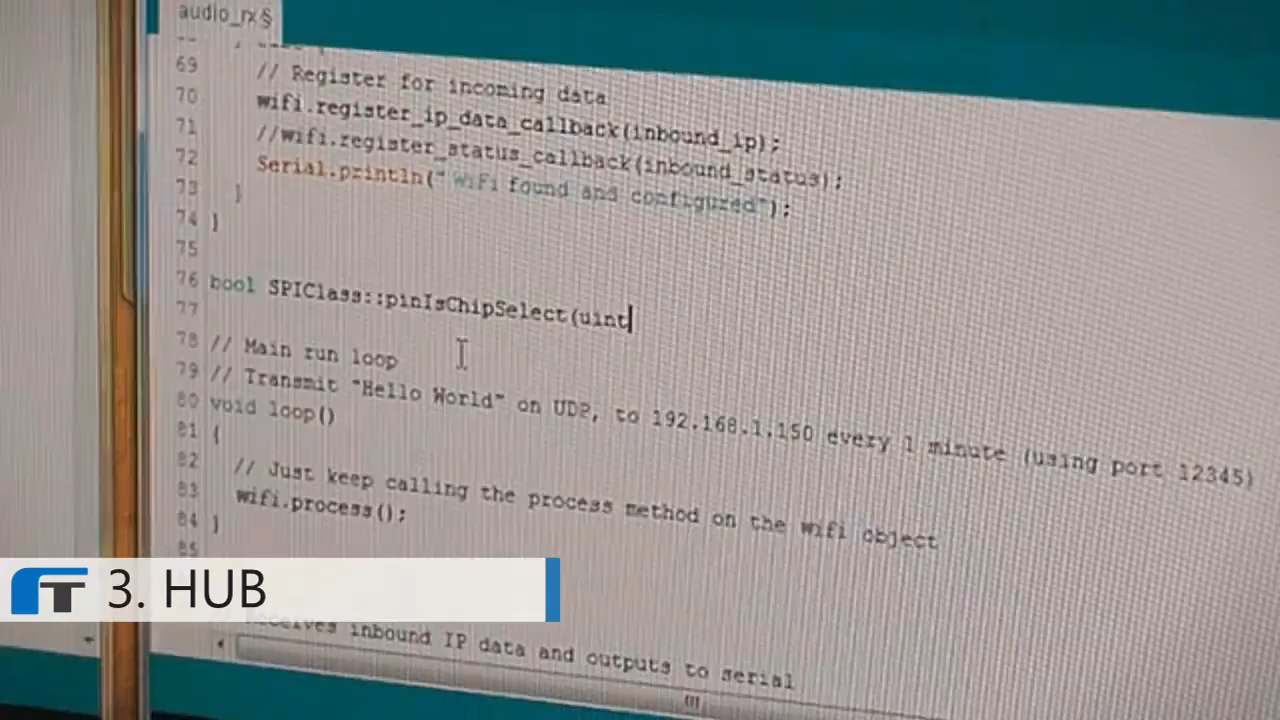 audio_rx§
69 // Register for incoming data
70 wifi.register_ip_data_callback(inbound_ip);
71 //wifi.register_status_callback(inbound_status);
72 Serial.println(" WiFi found and configured");
73 }
74 }
75
76 bool SPIClass::pinIsChipSelect(uint
77
78 // Main run loop
79 // Transmit "Hello World" on UDP, to 192.168.1.150 every 1 minute (using port 12345)
80 void loop()
81 {
82 // Just keep calling the process method on the wifi object
83 wifi.process();
84 }
85
3. HUB
Receives inbound IP data and outputs to serial